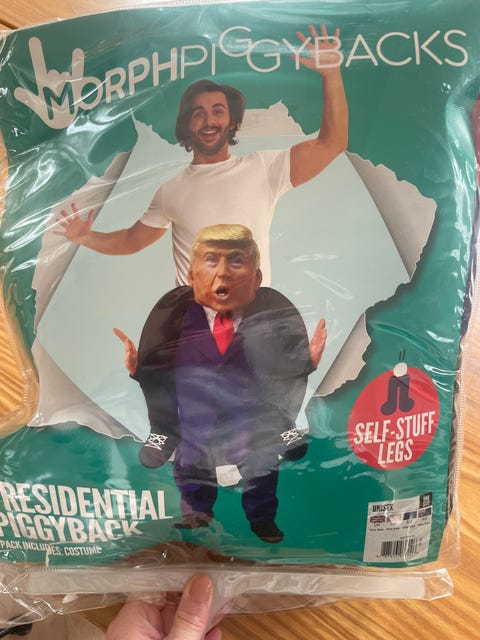 MORPHPIGGYBACKS
SELF-STUFF
LEGS
RESIDENTIAL
PIGGYBACK
PACK INCLUDES: COSTUME
UNISEX